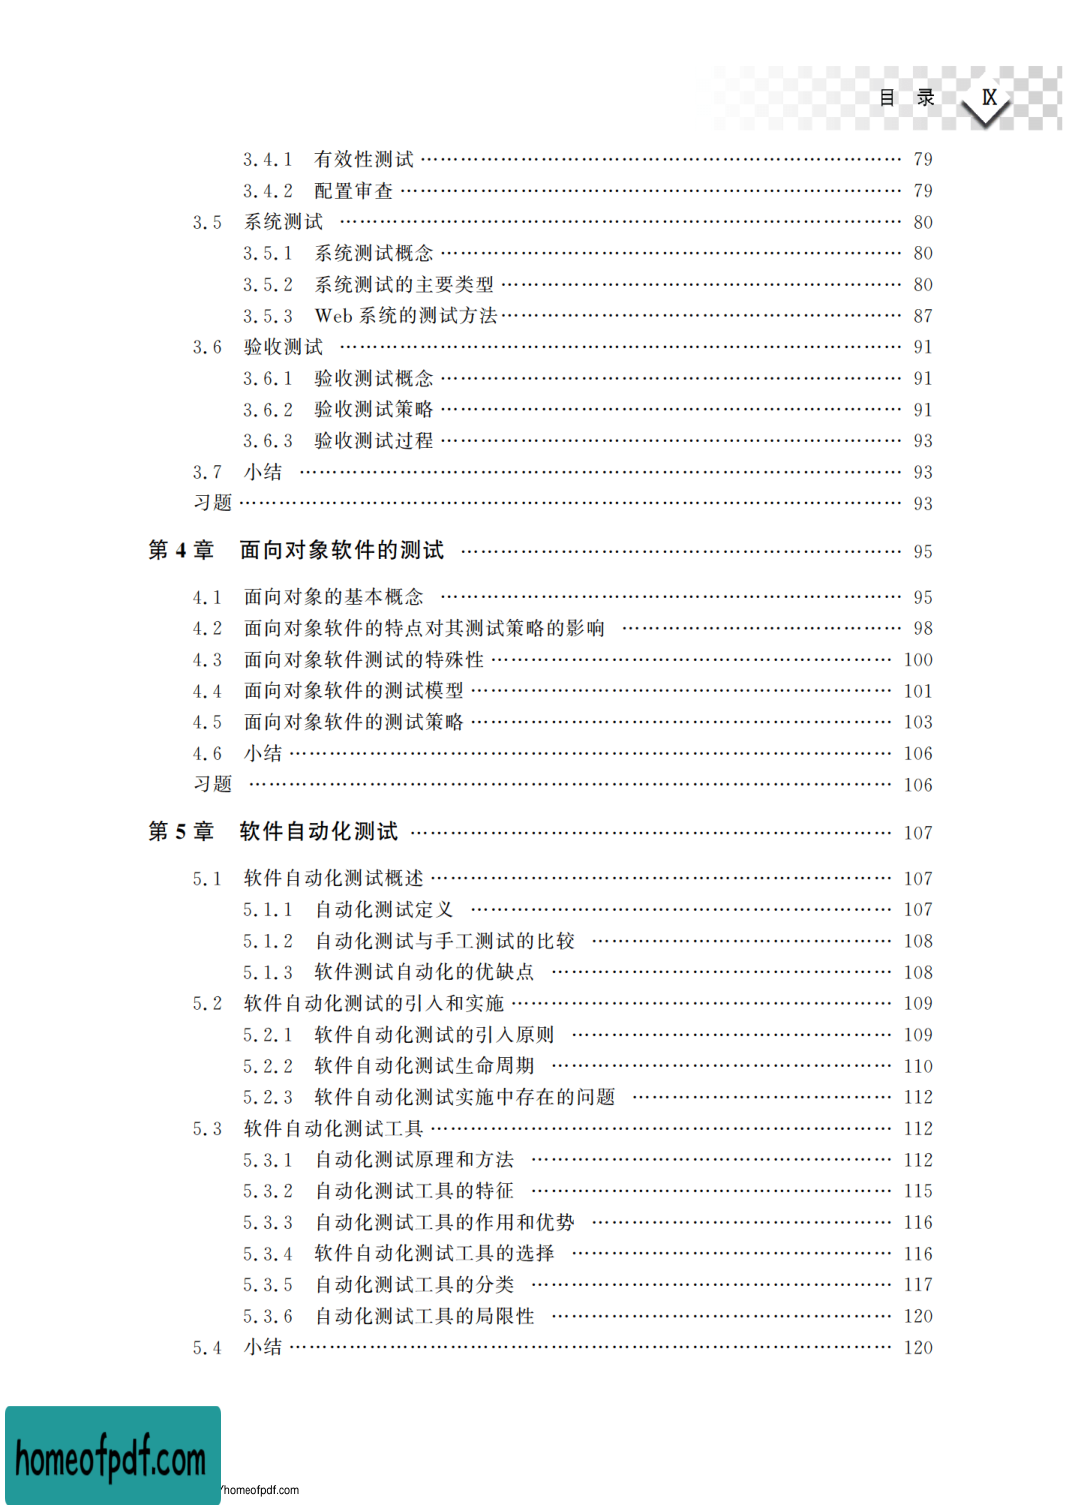 目 录 Ⅸ
3.4.1 有效性测试 …… 79
3.4.2 配置审查 …… 79
3.5 系统测试 …… 80
3.5.1 系统测试概念 …… 80
3.5.2 系统测试的主要类型 …… 80
3.5.3 Web 系统的测试方法 …… 87
3.6 验收测试 …… 91
3.6.1 验收测试概念 …… 91
3.6.2 验收测试策略 …… 91
3.6.3 验收测试过程 …… 93
3.7 小结 …… 93
习题 …… 93
第 4 章 面向对象软件的测试 …… 95
4.1 面向对象的基本概念 …… 95
4.2 面向对象软件的特点对其测试策略的影响 …… 98
4.3 面向对象软件测试的特殊性 …… 100
4.4 面向对象软件的测试模型 …… 101
4.5 面向对象软件的测试策略 …… 103
4.6 小结 …… 106
习题 …… 106
第 5 章 软件自动化测试 …… 107
5.1 软件自动化测试概述 …… 107
5.1.1 自动化测试定义 …… 107
5.1.2 自动化测试与手工测试的比较 …… 108
5.1.3 软件测试自动化的优缺点 …… 108
5.2 软件自动化测试的引入和实施 …… 109
5.2.1 软件自动化测试的引入原则 …… 109
5.2.2 软件自动化测试生命周期 …… 110
5.2.3 软件自动化测试实施中存在的问题 …… 112
5.3 软件自动化测试工具 …… 112
5.3.1 自动化测试原理和方法 …… 112
5.3.2 自动化测试工具的特征 …… 115
5.3.3 自动化测试工具的作用和优势 …… 116
5.3.4 软件自动化测试工具的选择 …… 116
5.3.5 自动化测试工具的分类 …… 117
5.3.6 自动化测试工具的局限性 …… 120
5.4 小结 …… 120
homeofpdf.com
/homeofpdf.com